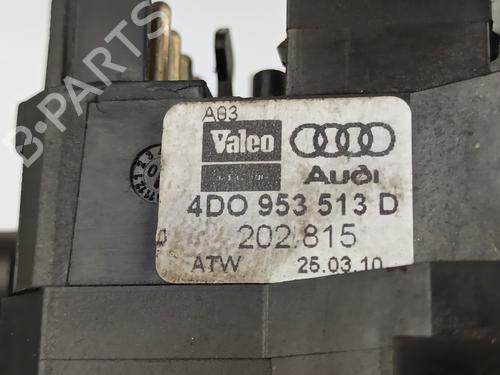 A03
Valeo
Audi
4D0 953 513 D
202.815
ATW 25.03.10
B-PARTS